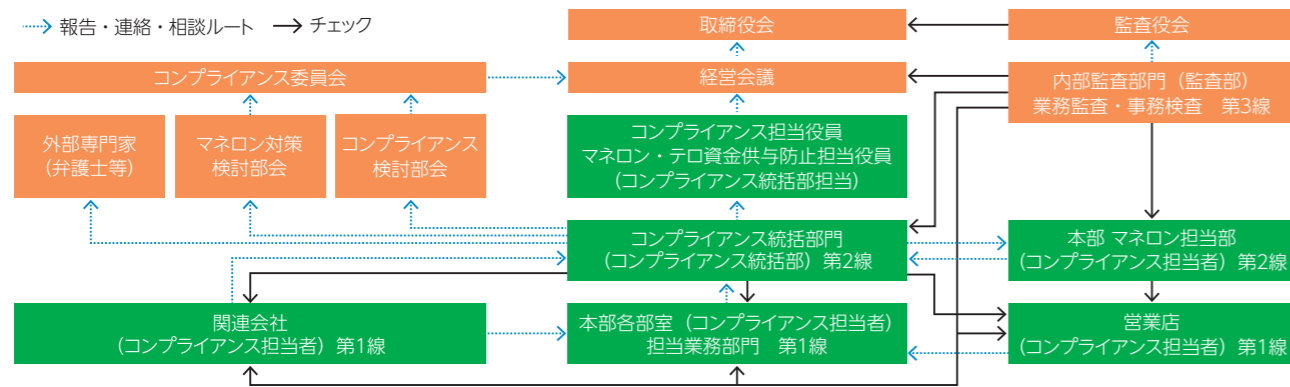 報告・連絡・相談ルート
チェック
取締役会
監査役会
コンプライアンス委員会
経営会議
内部監査部門（監査部）
業務監査・事務検査　第3線
外部専門家
（弁護士等）
マネロン対策
検討部会
コンプライアンス
検討部会
コンプライアンス担当役員
マネロン・テロ資金供与防止担当役員
（コンプライアンス統括部担当）
コンプライアンス統括部門
（コンプライアンス統括部）第2線
本部 マネロン担当部
（コンプライアンス担当者）第2線
関連会社
（コンプライアンス担当者）第1線
本部各部室（コンプライアンス担当者）
担当業務部門　第1線
営業店
（コンプライアンス担当者）第1線